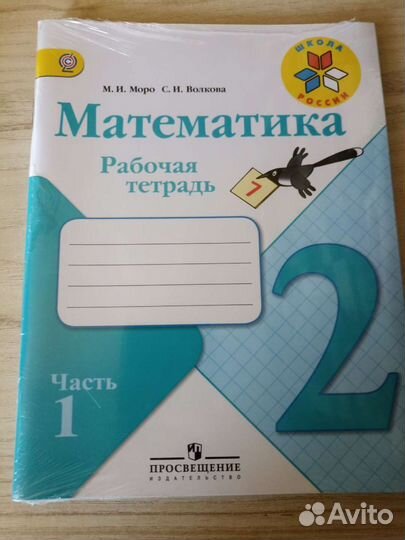 М. И. Моро С. И. Волкова
ШКОЛА РОССИИ
Математика
Рабочая
тетрадь
7
2
Часть
1
ПРОСВЕЩЕНИЕ
ИЗДАТЕЛЬСТВО
Avito